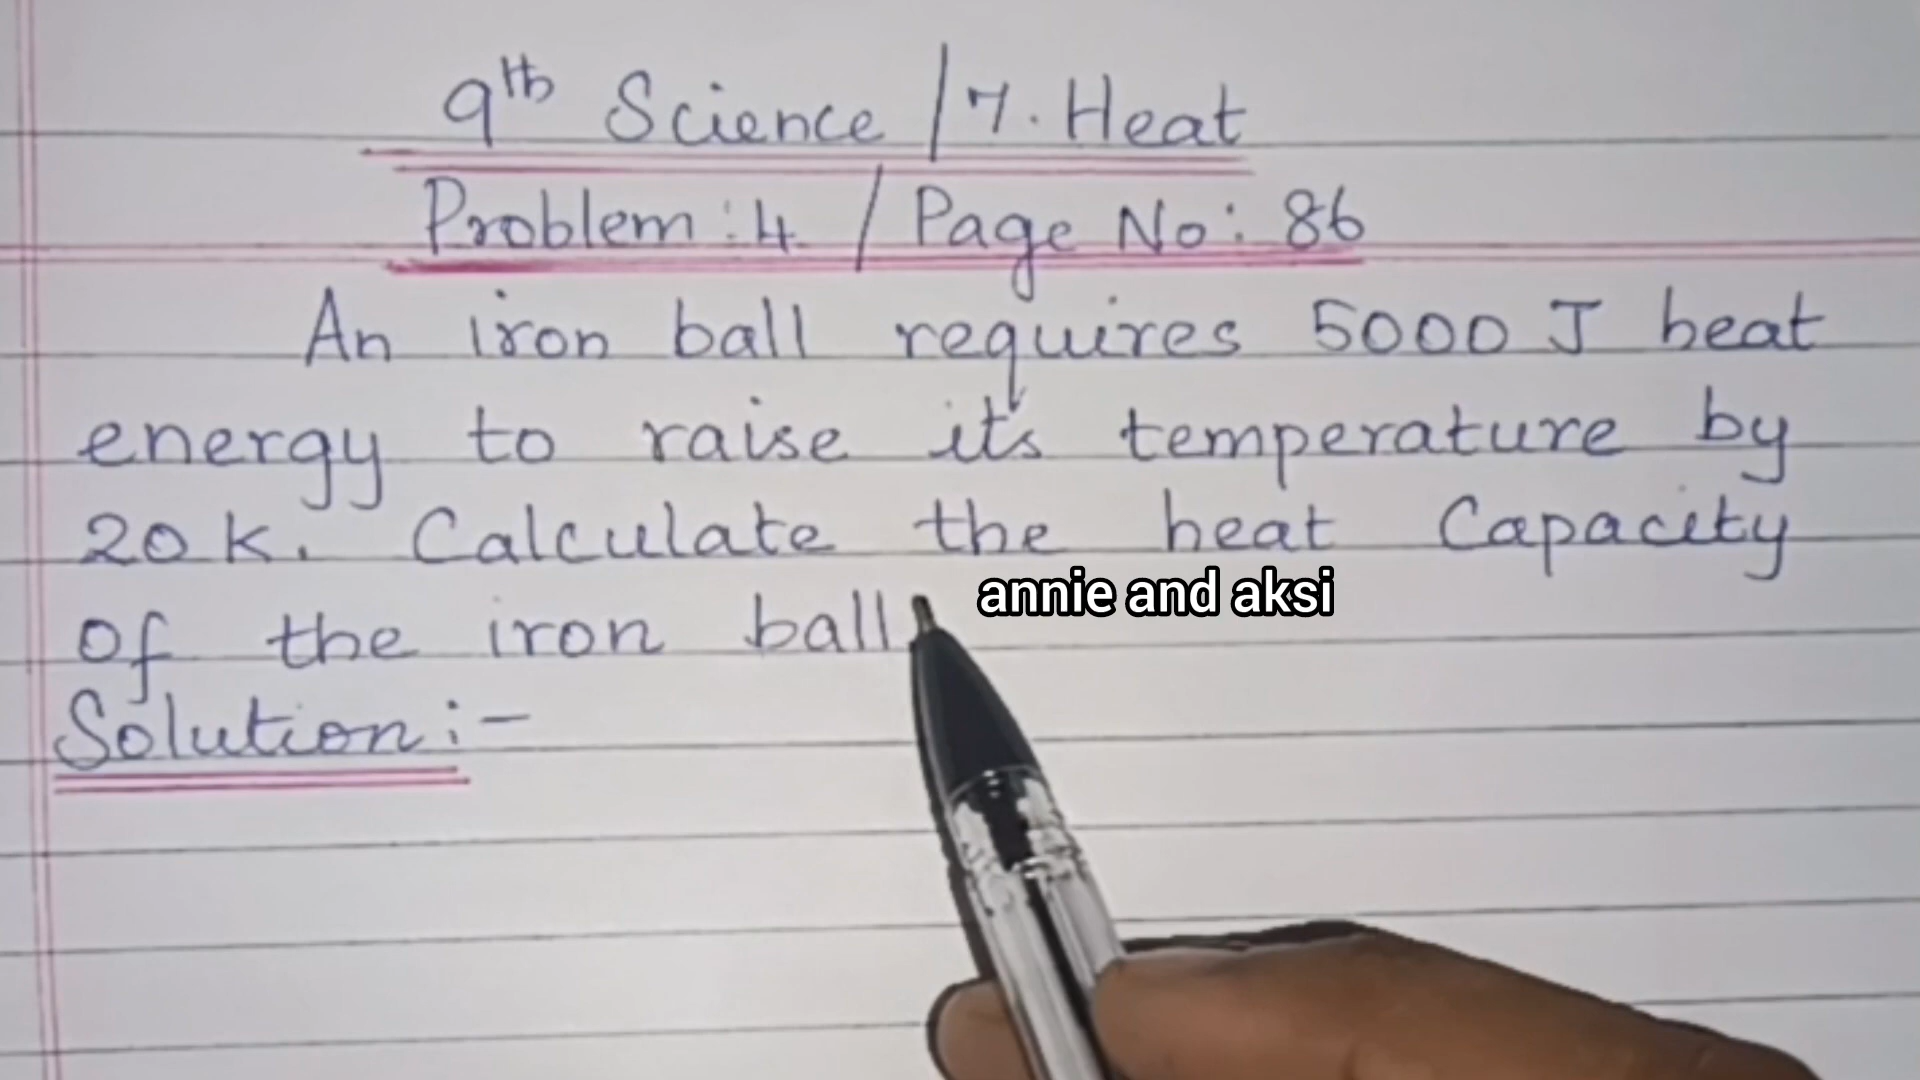 9th Science / 7. Heat
Problem : 4 / Page No : 86
An iron ball requires 5000 J heat
energy to raise its temperature by
20 K. Calculate the heat Capacity
annie and aksi
of the iron ball.
Solution :-